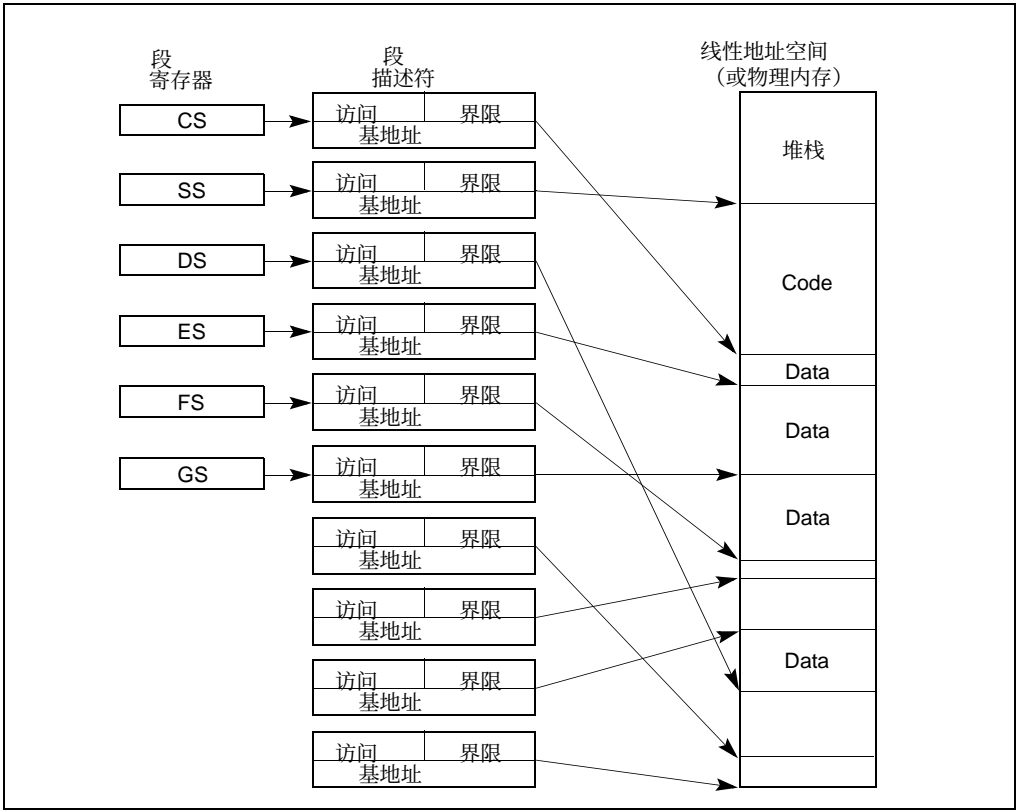 段
寄存器
段
描述符
线性地址空间
（或物理内存）
CS
访问 界限
基地址
堆栈
SS
访问 界限
基地址
DS
访问 界限
基地址
Code
ES
访问 界限
基地址
Data
FS
访问 界限
基地址
Data
GS
访问 界限
基地址
Data
访问 界限
基地址
访问 界限
基地址
访问 界限
基地址
Data
访问 界限
基地址